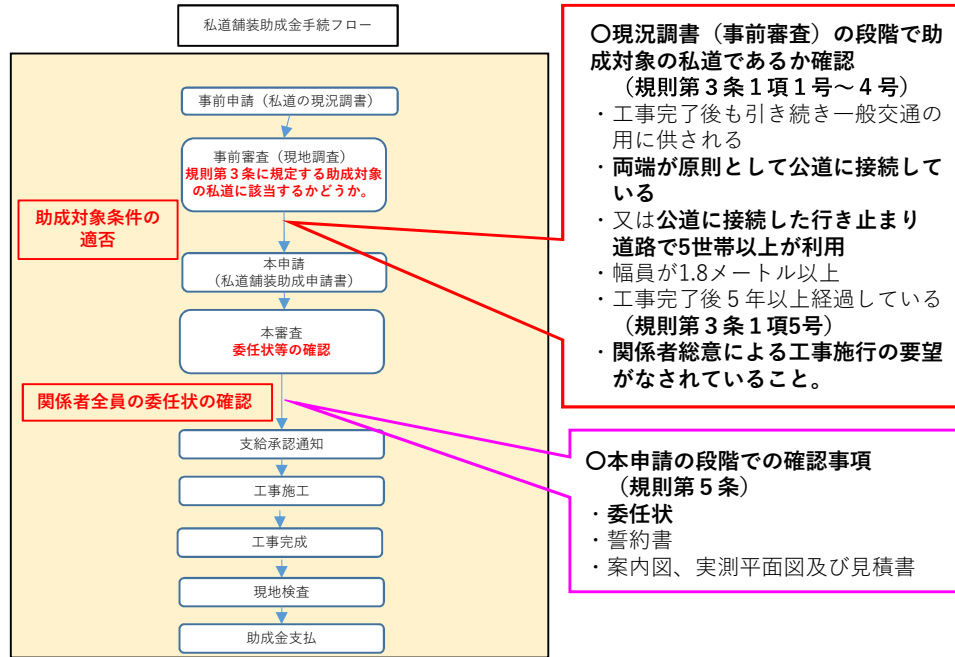 私道舗装助成金手続フロー
事前申請（私道の現況調書）
事前審査（現地調査）
規則第３条に規定する助成対象
の私道に該当するかどうか。
助成対象条件の
適否
本申請
（私道舗装助成申請書）
本審査
委任状等の確認
関係者全員の委任状の確認
支給承認通知
工事施工
工事完成
現地検査
助成金支払
〇現況調書（事前審査）の段階で助
成対象の私道であるか確認
（規則第３条１項１号～４号）
・工事完了後も引き続き一般交通の
用に供される
・両端が原則として公道に接続して
いる
・又は公道に接続した行き止まり
道路で5世帯以上が利用
・幅員が1.8メートル以上
・工事完了後５年以上経過している
（規則第３条１項5号）
・関係者総意による工事施行の要望
がなされていること。
〇本申請の段階での確認事項
（規則第５条）
・委任状
・誓約書
・案内図、実測平面図及び見積書